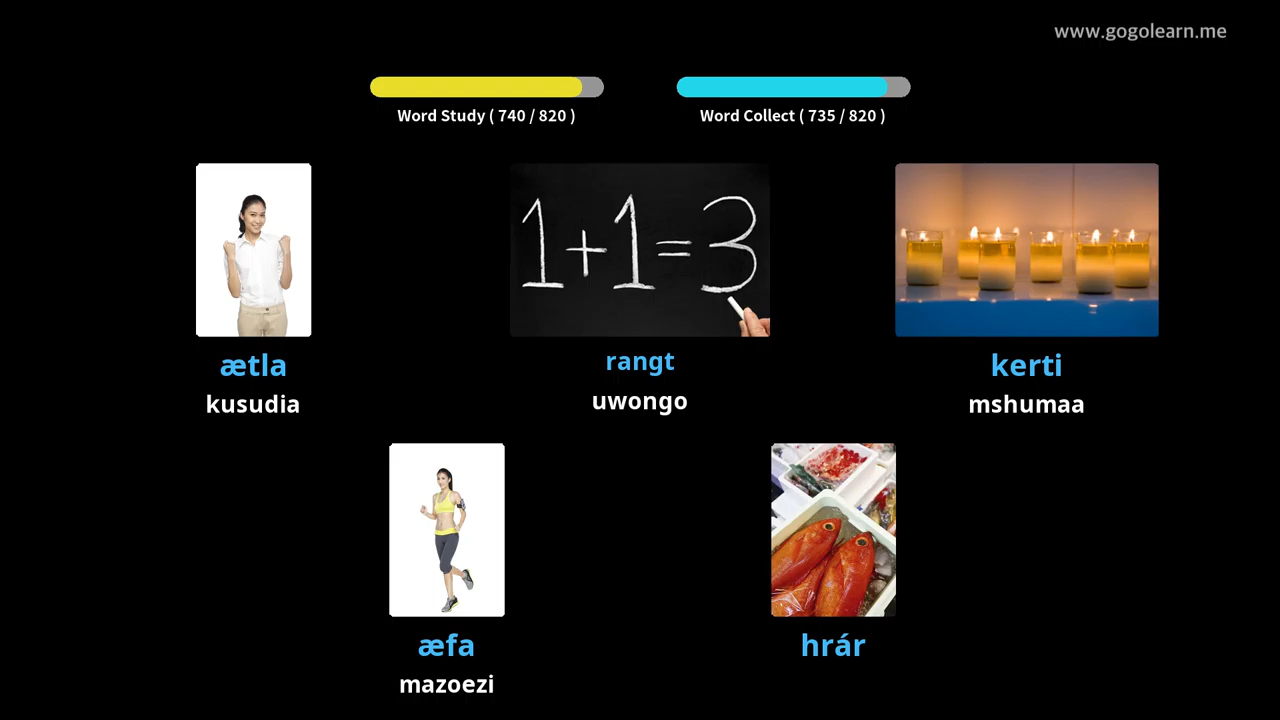 www.gogolearn.me
Word Study ( 740 / 820 )
Word Collect ( 735 / 820 )
1+1=3
ætla
kusudia
rangt
uwongo
kerti
mshumaa
æfa
mazoezi
hrár